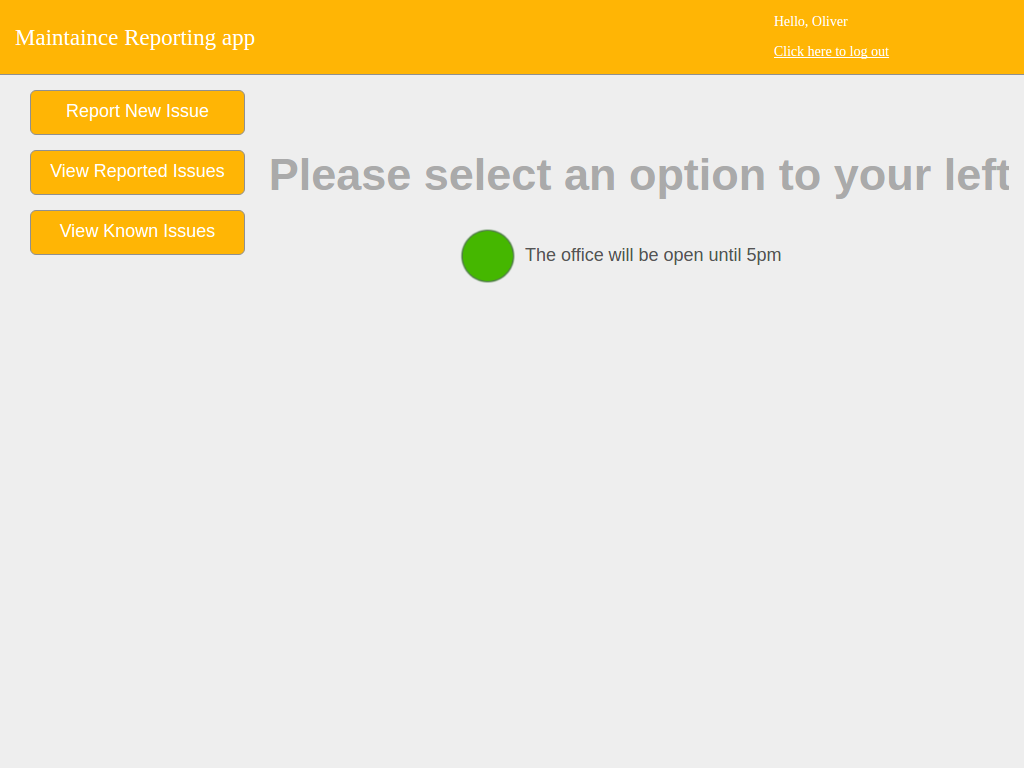 Maintaince Reporting app
Hello, Oliver
Click here to log out
Report New Issue
View Reported Issues
View Known Issues
Please select an option to your left
The office will be open until 5pm